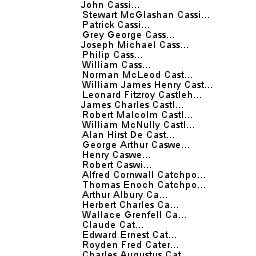 John Cassi...
Stewart McGlashan Cassi...
Patrick Cassi...
Grey George Cass...
Joseph Michael Cass...
Philip Cass...
William Cass...
Norman McLeod Cast...
William James Henry Cast...
Leonard Fitzroy Castleh...
James Charles Castl...
Robert Malcolm Castl...
William McNully Castl...
Alan Hirst De Cast...
George Arthur Caswe...
Henry Caswe...
Robert Caswi...
Alfred Cornwall Catchpo...
Thomas Enoch Catchpo...
Arthur Albury Ca...
Herbert Charles Ca...
Wallace Grenfell Ca...
Claude Cat...
Edward Ernest Cat...
Royden Fred Cater...
Charles Augustus Cat